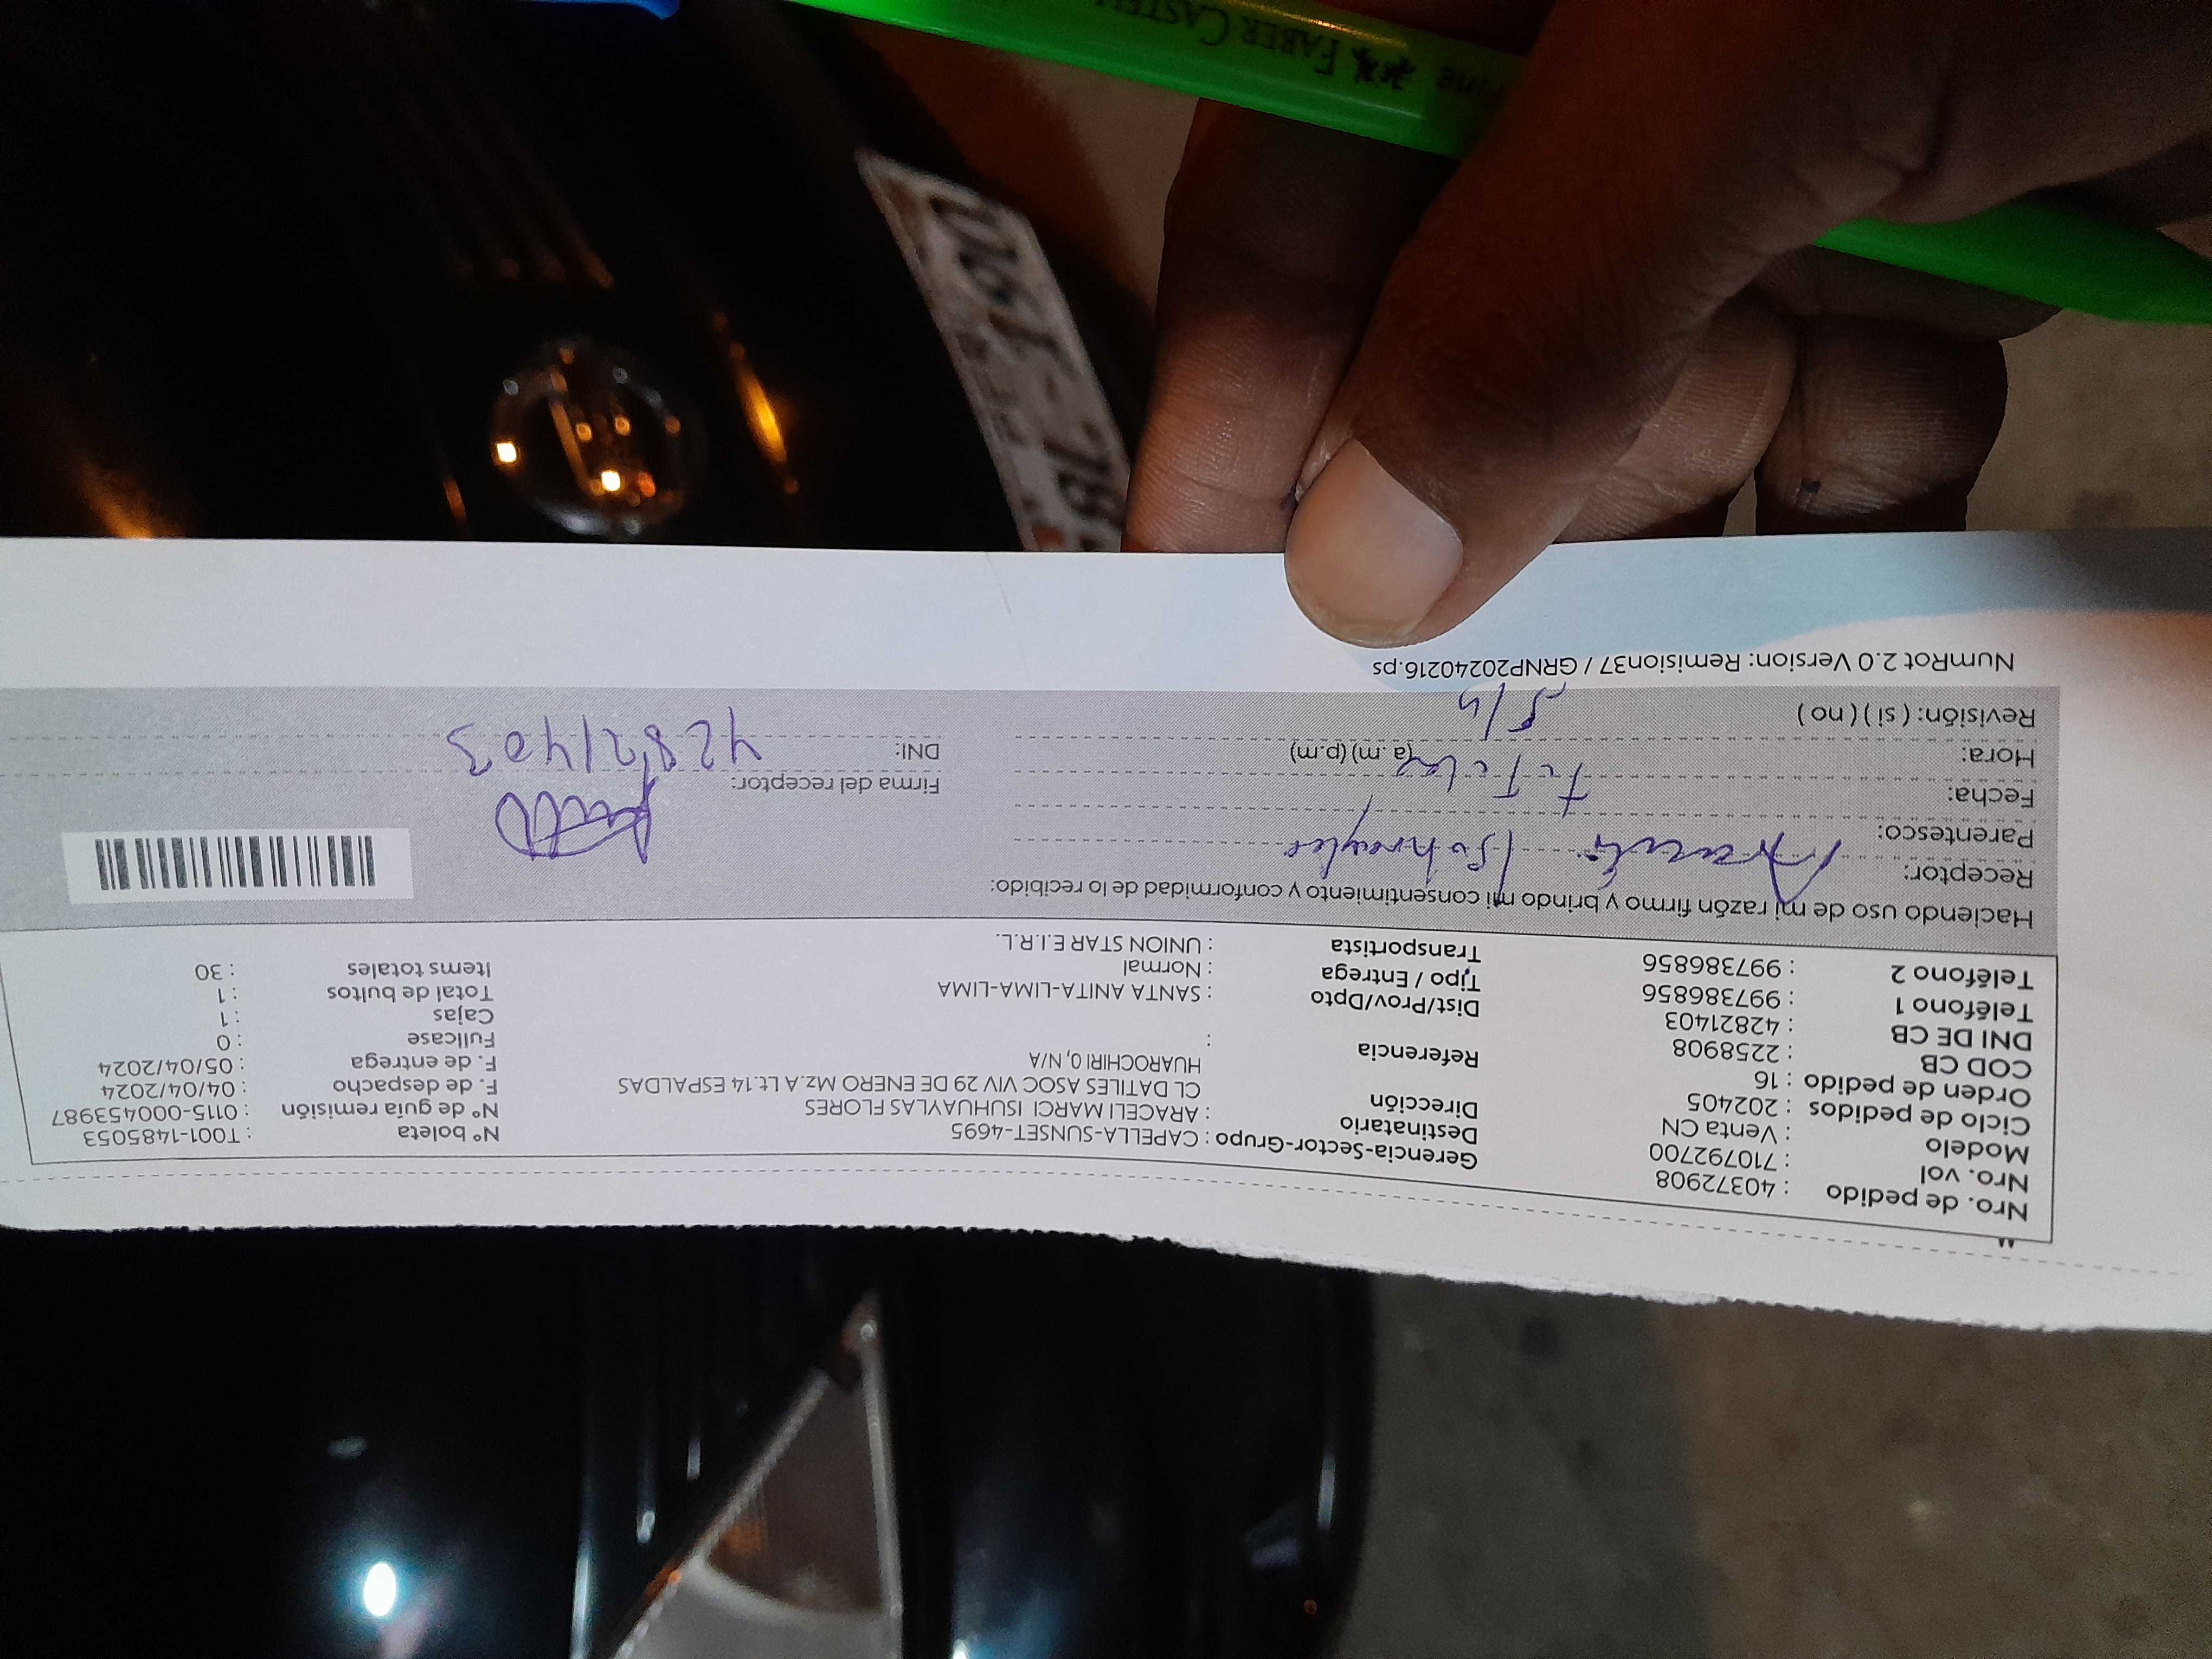 Nro. de pedido : 40372908
Nro. vol : 710792700
Modelo : Venta CN
Ciclo de pedidos : 202405
Orden de pedido : 16
COD CB : 2258908
DNI DE CB : 42821403
Teléfono 1 : 997386856
Teléfono 2 : 997386856
Gerencia-Sector-Grupo : CAPELLA-SUNSET-4695
Destinatario : ARACELI MARCI ISUHUAYLAS FLORES
Dirección CL DATILES ASOC VIV 29 DE ENERO Mz.A Lt.14 ESPALDAS
HUAROCHIRI 0, N/A
Referencia :
Dist/Prov/Dpto : SANTA ANITA-LIMA-LIMA
Tipo / Entrega : Normal
Transportista : UNION STAR E.I.R.L.
N° boleta : T001-1485053
N° de guía remisión : 0115-000453987
F. de despacho : 04/04/2024
F. de entrega : 05/04/2024
Fullcase : 0
Cajas : 1
Total de bultos : 1
Items totales : 30
Haciendo uso de mi razón firmo y brindo mi consentimiento y conformidad de lo recibido:
Receptor:
Parentesco:
Fecha:
Hora: (a.m) (p.m)
Revisión: ( si ) ( no ) 5/4
Firma del receptor:
DNI: 42821403
NumRot 2.0 Version: Remision37 / GRNP20240216.ps
FABER CASTELL
PERU